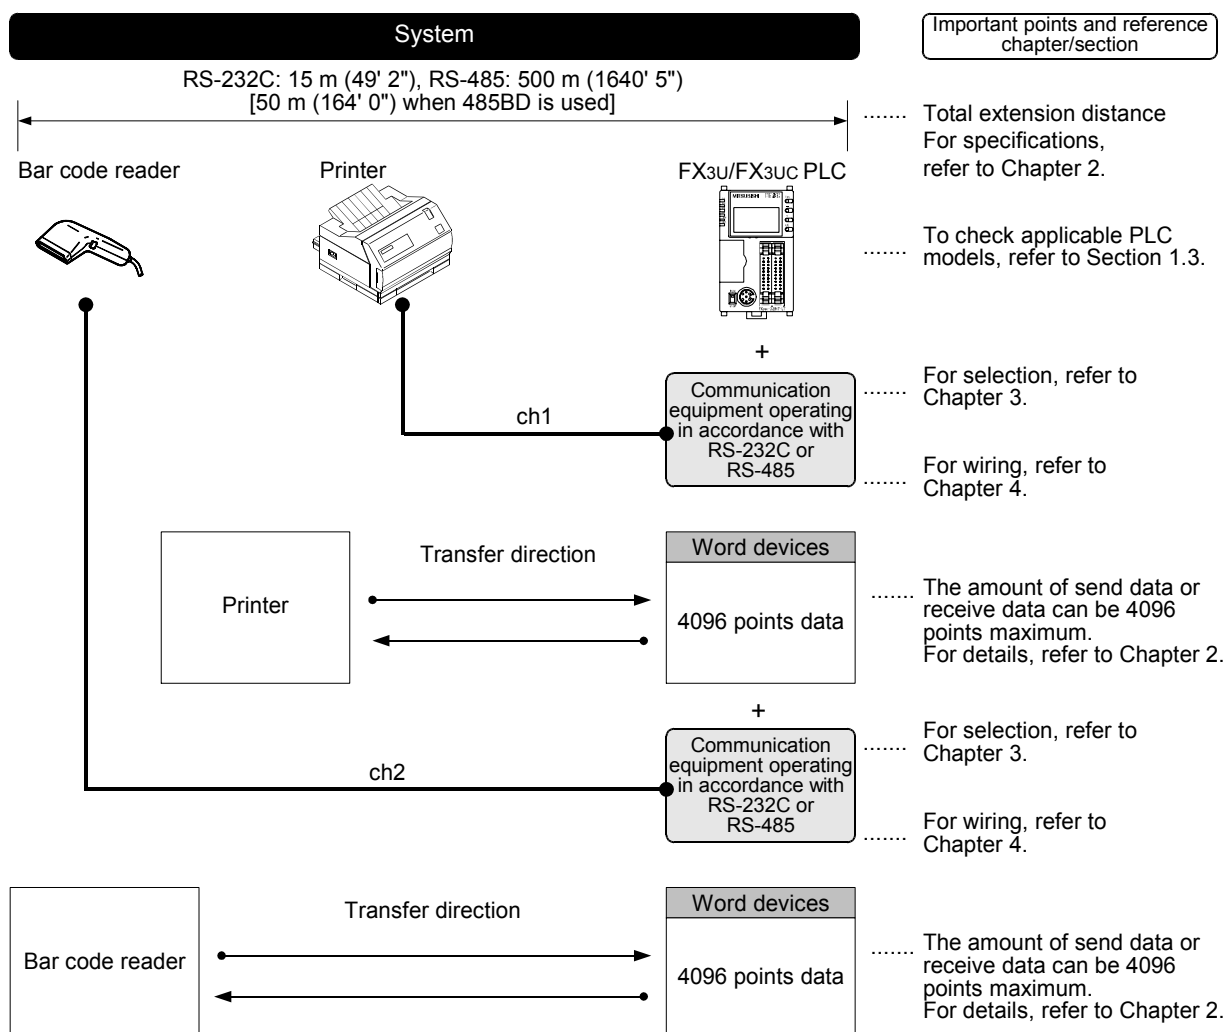 System
Important points and reference
chapter/section
RS-232C: 15 m (49' 2"), RS-485: 500 m (1640' 5")
[50 m (164' 0") when 485BD is used]
....... Total extension distance
For specifications,
refer to Chapter 2.
Bar code reader
Printer
FX3U/FX3UC PLC
MITSUBISHI
....... To check applicable PLC
models, refer to Section 1.3.
+
Communication
equipment operating
in accordance with
RS-232C or
RS-485
ch1
....... For selection, refer to
Chapter 3.
....... For wiring, refer to
Chapter 4.
Printer
Transfer direction
Word devices
4096 points data
....... The amount of send data or
receive data can be 4096
points maximum.
For details, refer to Chapter 2.
+
Communication
equipment operating
in accordance with
RS-232C or
RS-485
ch2
....... For selection, refer to
Chapter 3.
....... For wiring, refer to
Chapter 4.
Bar code reader
Transfer direction
Word devices
4096 points data
....... The amount of send data or
receive data can be 4096
points maximum.
For details, refer to Chapter 2.